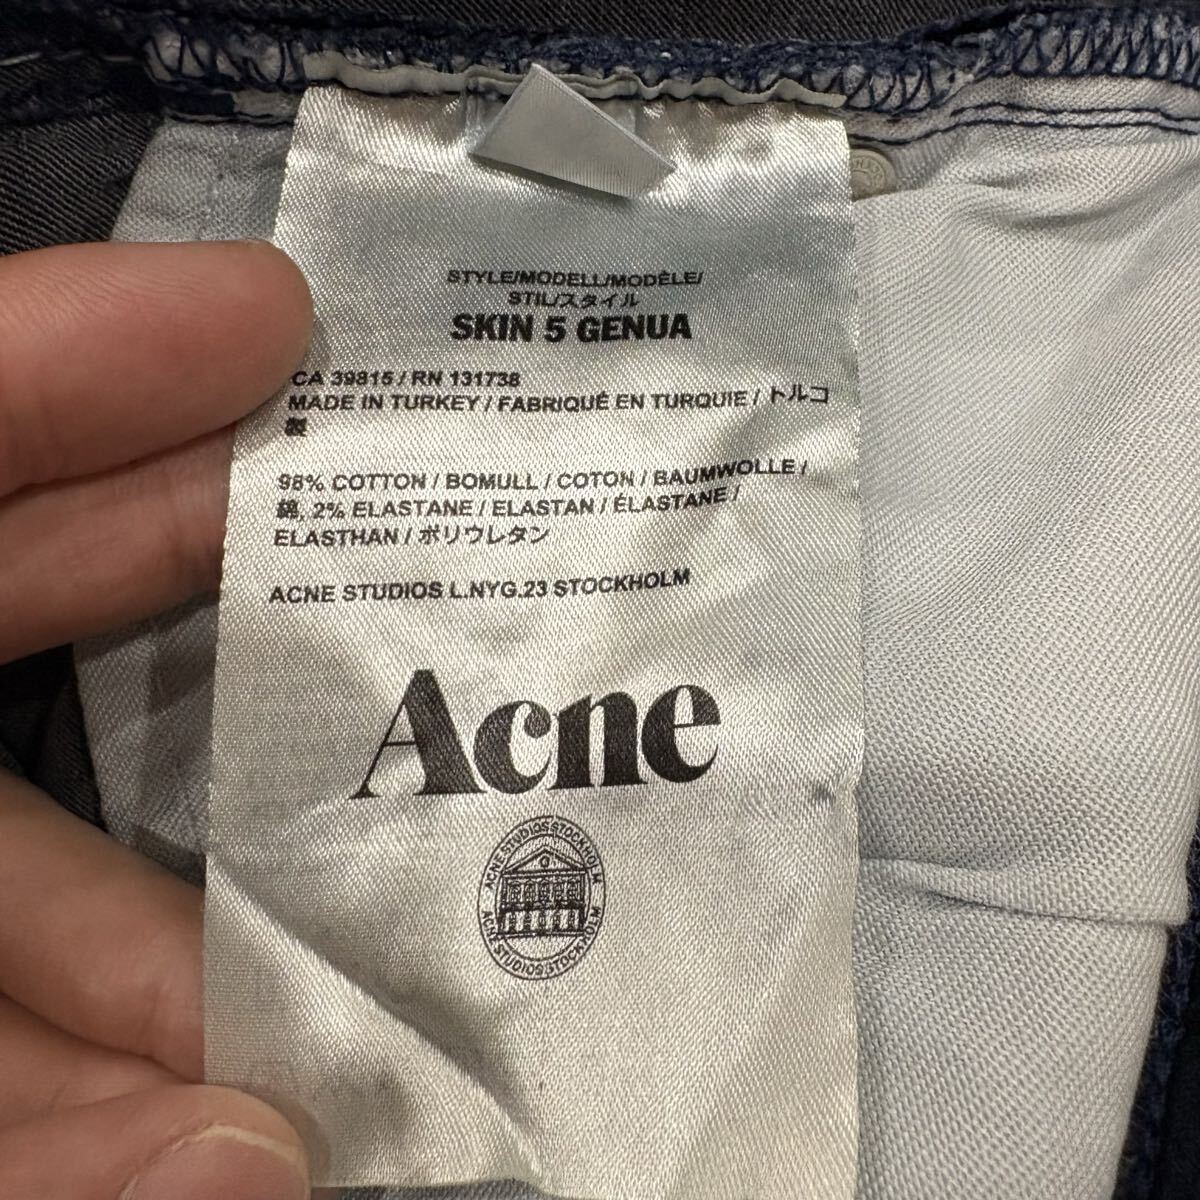 STYLE/MODELL/MODÈLE/
STIL/スタイル
SKIN 5 GENUA
CA 39815 / RN 131738
MADE IN TURKEY / FABRIQUÉ EN TURQUIE / トルコ
製
98% COTTON / BOMULL / COTON / BAUMWOLLE /
綿, 2% ELASTANE / ELASTAN / ÉLASTANE /
ELASTHAN / ポリウレタン
ACNE STUDIOS L.NYG.23 STOCKHOLM
Acne
ACNE STUDIOS STOCKHOLM
ACNE STUDIOS STOCKHOLM